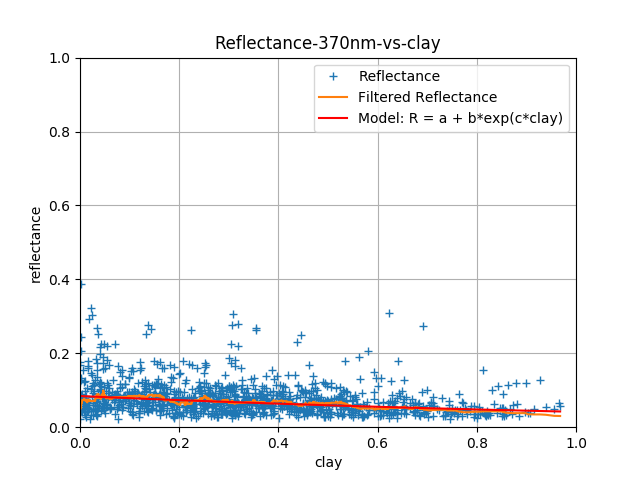 Reflectance-370nm-vs-clay
Reflectance
Filtered Reflectance
Model: R = a + b*exp(c*clay)
reflectance
1.0
0.8
0.6
0.4
0.2
0.0
0.0 0.2 0.4 0.6 0.8 1.0
clay